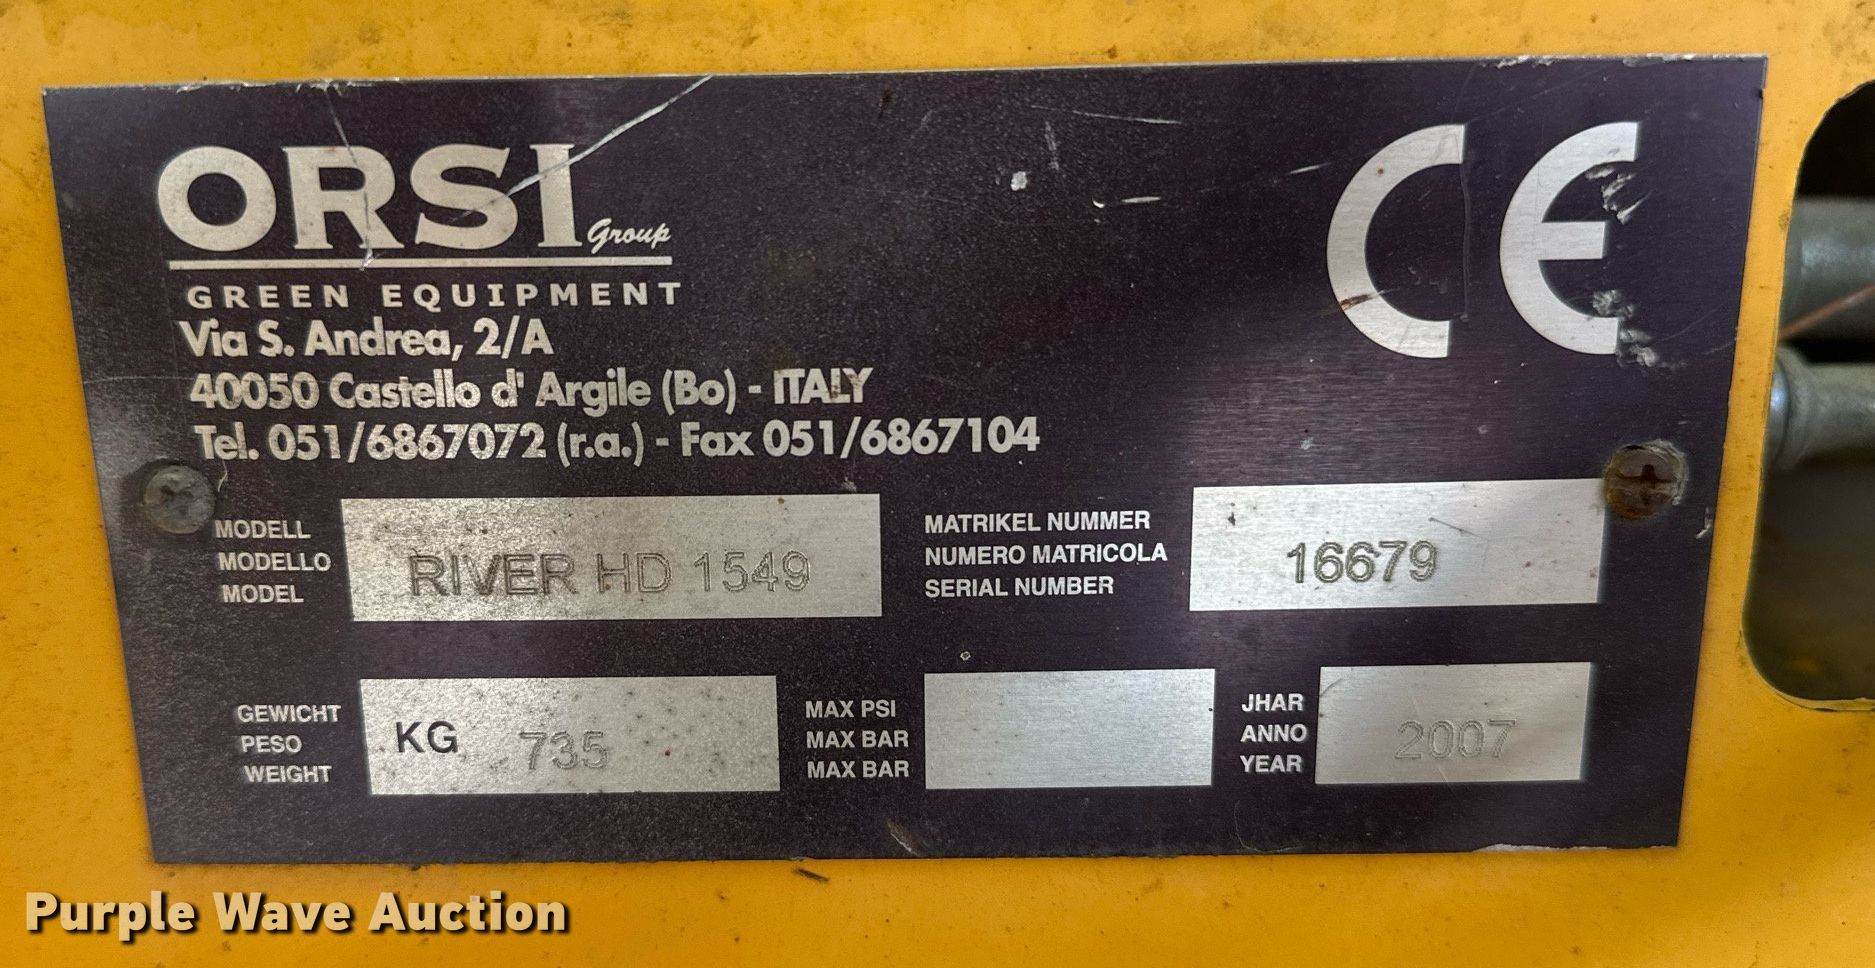 ORSI Group
GREEN EQUIPMENT
Via S. Andrea, 2/A
40050 Castello d' Argile (Bo) - ITALY
Tel. 051/6867072 (r.a.) - Fax 051/6867104
CE
MODELL
MODELLO
MODEL
RIVER HD 1549
MATRIKEL NUMMER
NUMERO MATRICOLA
SERIAL NUMBER
16679
GEWICHT
PESO
WEIGHT
KG 735
MAX PSI
MAX BAR
MAX BAR
JHAR
ANNO
YEAR
2007
Purple Wave Auction